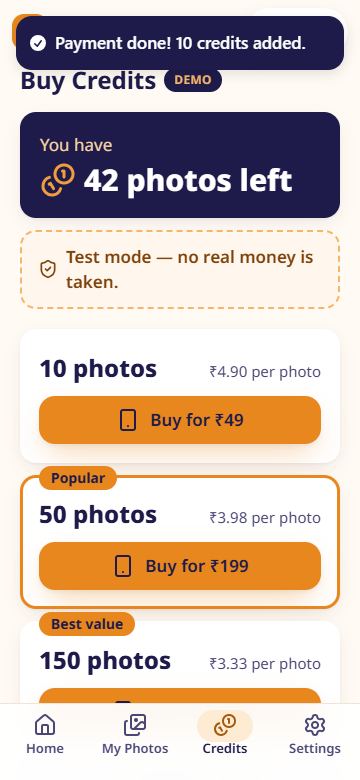 Payment done! 10 credits added.
Buy Credits DEMO
You have
42 photos left
Test mode — no real money is
taken.
10 photos ₹4.90 per photo
Buy for ₹49
Popular
50 photos ₹3.98 per photo
Buy for ₹199
Best value
150 photos ₹3.33 per photo
Home My Photos Credits Settings